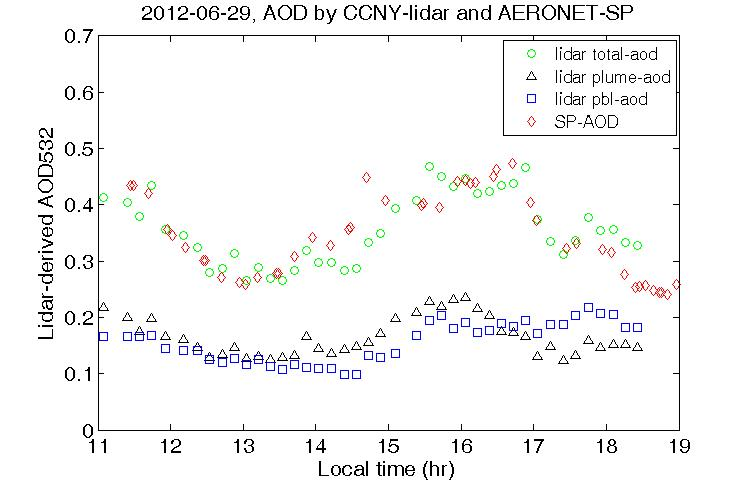 2012-06-29, AOD by CCNY-lidar and AERONET-SP
lidar total-aod
lidar plume-aod
lidar pbl-aod
SP-AOD
Lidar-derived AOD532
0.7
0.6
0.5
0.4
0.3
0.2
0.1
0
11 12 13 14 15 16 17 18 19
Local time (hr)